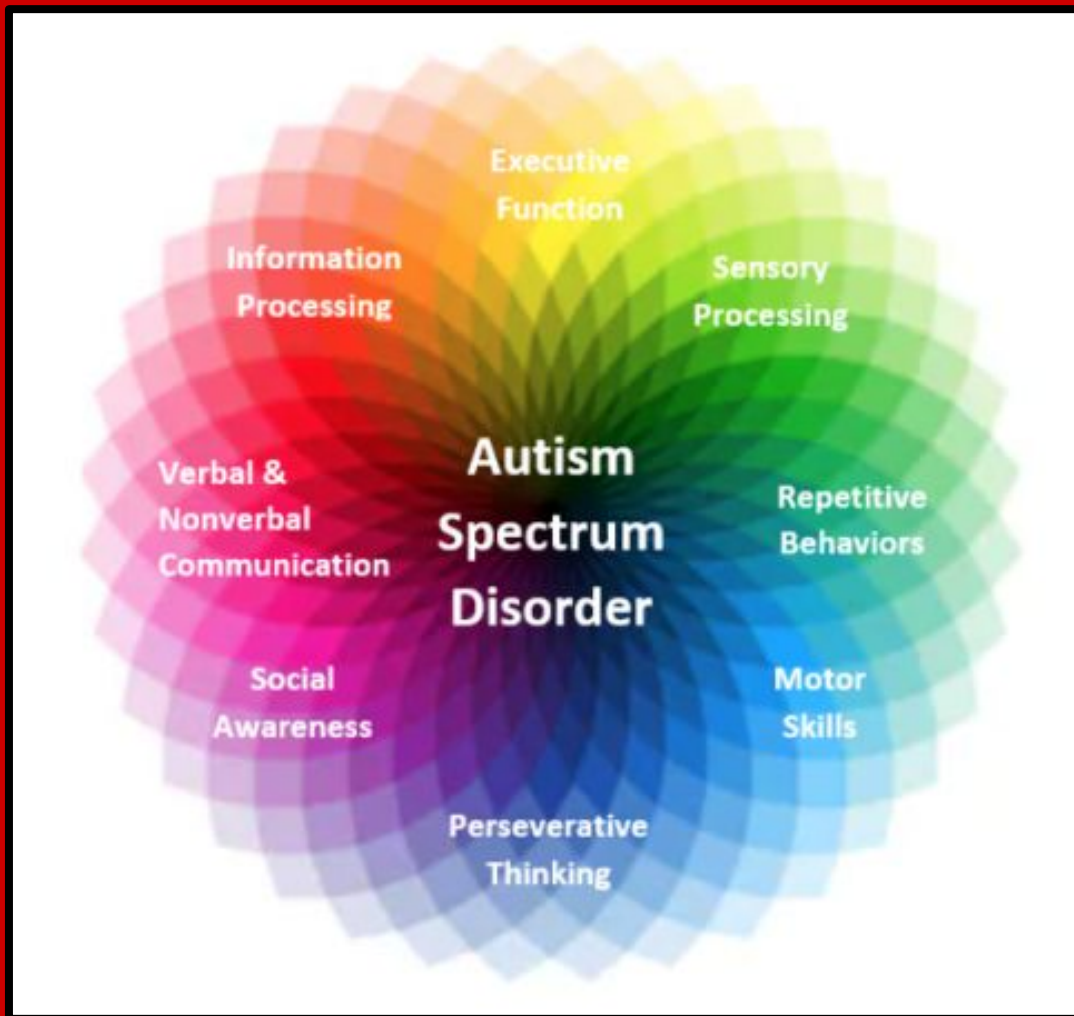 Executive
Function
Information
Processing
Sensory
Processing
Autism
Spectrum
Disorder
Verbal &
Nonverbal
Communication
Repetitive
Behaviors
Social
Awareness
Motor
Skills
Perseverative
Thinking